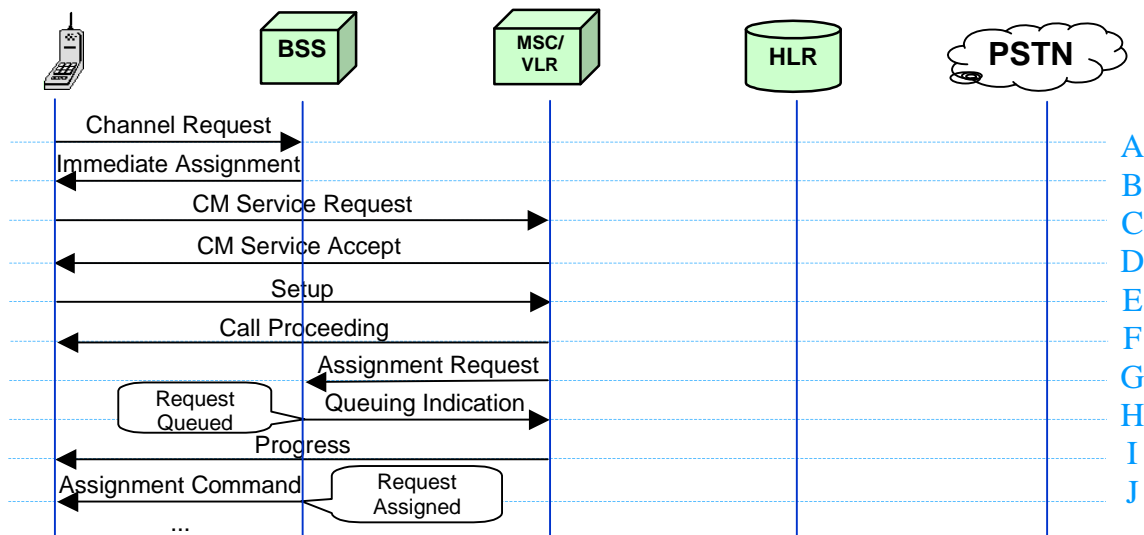 BSS
MSC/
VLR
HLR
PSTN
Channel Request
A
Immediate Assignment
B
CM Service Request
C
CM Service Accept
D
Setup
E
Call Proceeding
F
Assignment Request
G
Request
Queued
Queuing Indication
H
Progress
I
Assignment Command
Request
Assigned
J
...